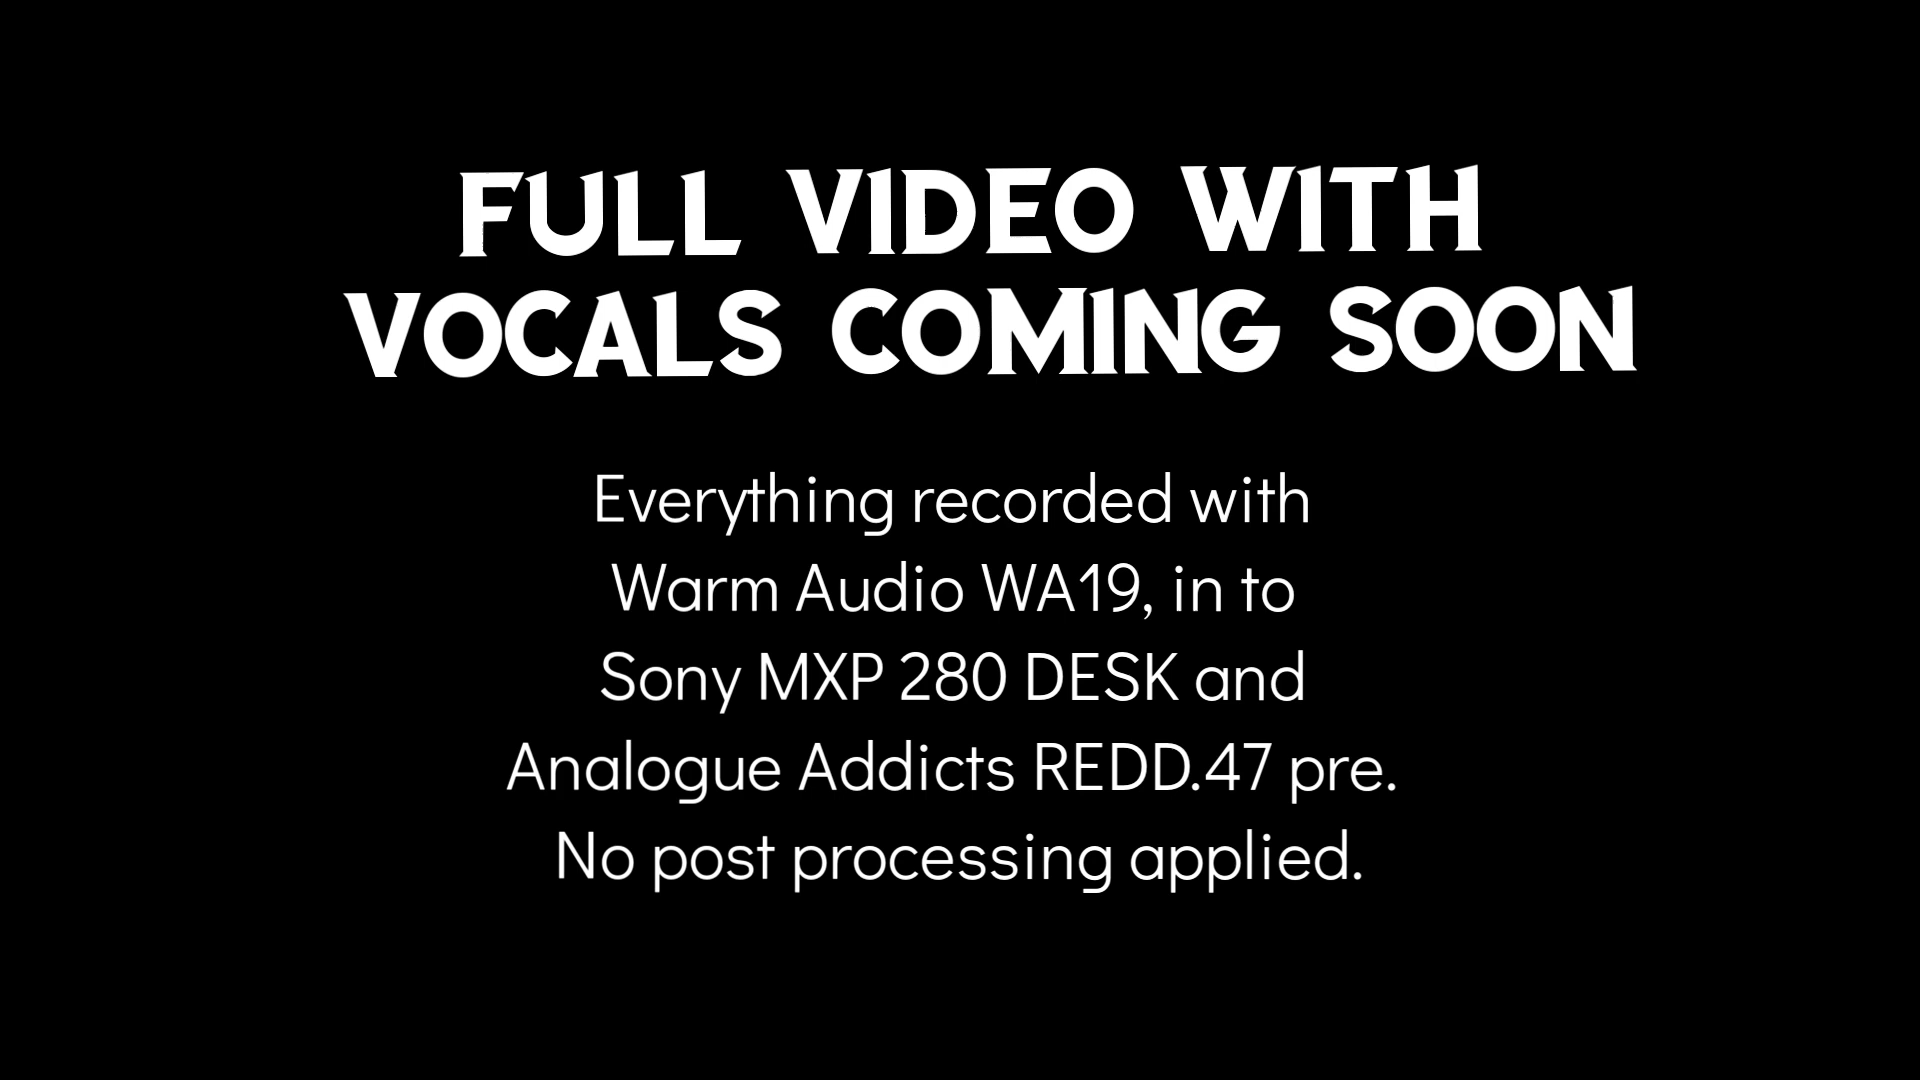 FULL VIDEO WITH
VOCALS COMING SOON
Everything recorded with
Warm Audio WA19, in to
Sony MXP 280 DESK and
Analogue Addicts REDD.47 pre.
No post processing applied.